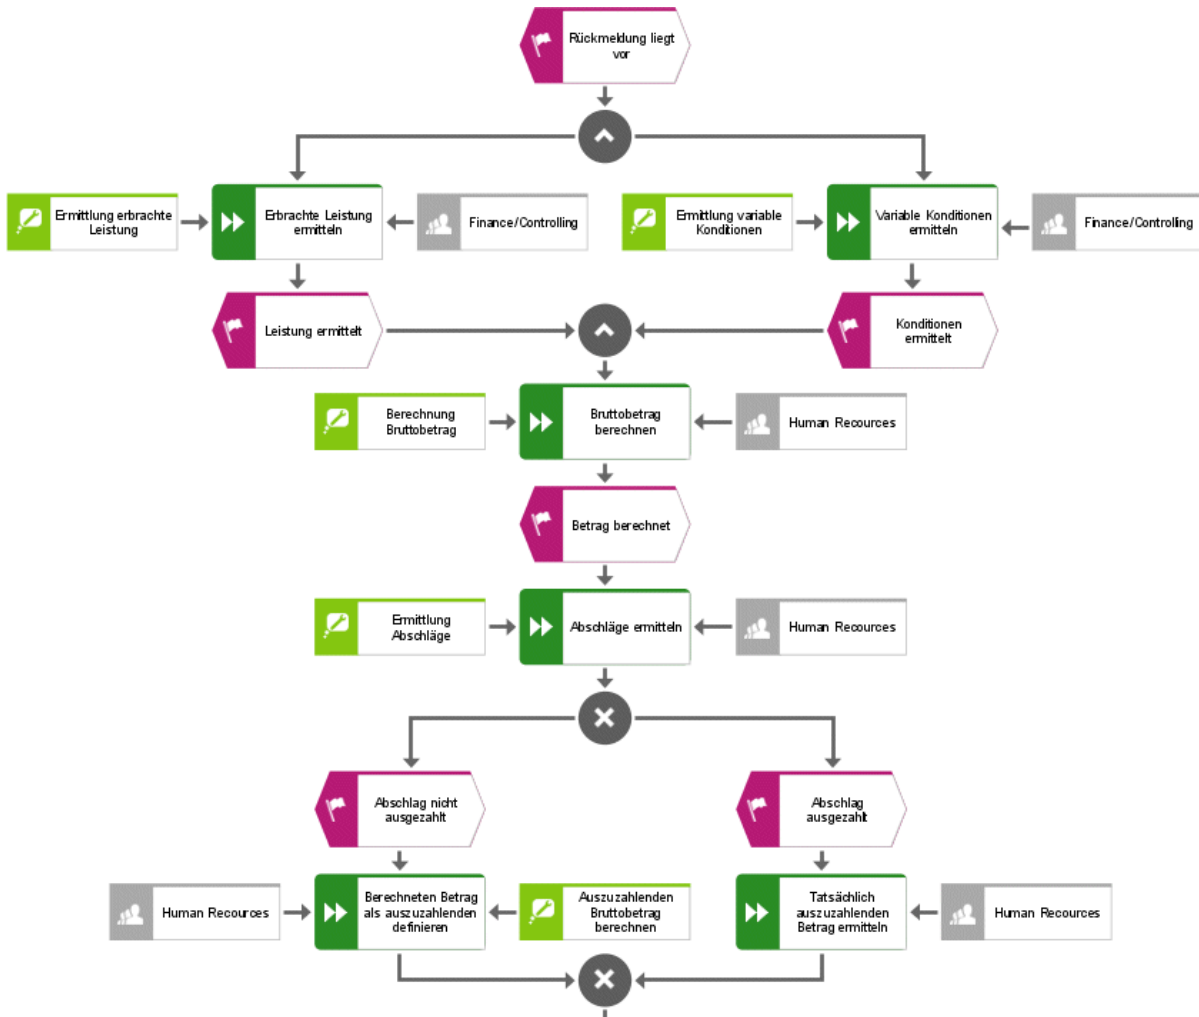 Rückmeldung liegt
vor
Ermittlung erbrachte
Leistung
Erbrachte Leistung
ermitteln
Finance/Controlling
Ermittlung variable
Konditionen
Variable Konditionen
ermitteln
Finance/Controlling
Leistung ermittelt
Konditionen
ermittelt
Berechnung
Bruttobetrag
Bruttobetrag
berechnen
Human Recources
Betrag berechnet
Ermittlung
Abschläge
Abschläge ermitteln
Human Recources
Abschlag nicht
ausgezahlt
Abschlag
ausgezahlt
Human Recources
Berechneten Betrag
als auszuzahlenden
definieren
Auszuzahlenden
Bruttobetrag
berechnen
Tatsächlich
auszuzahlenden
Betrag ermitteln
Human Recources